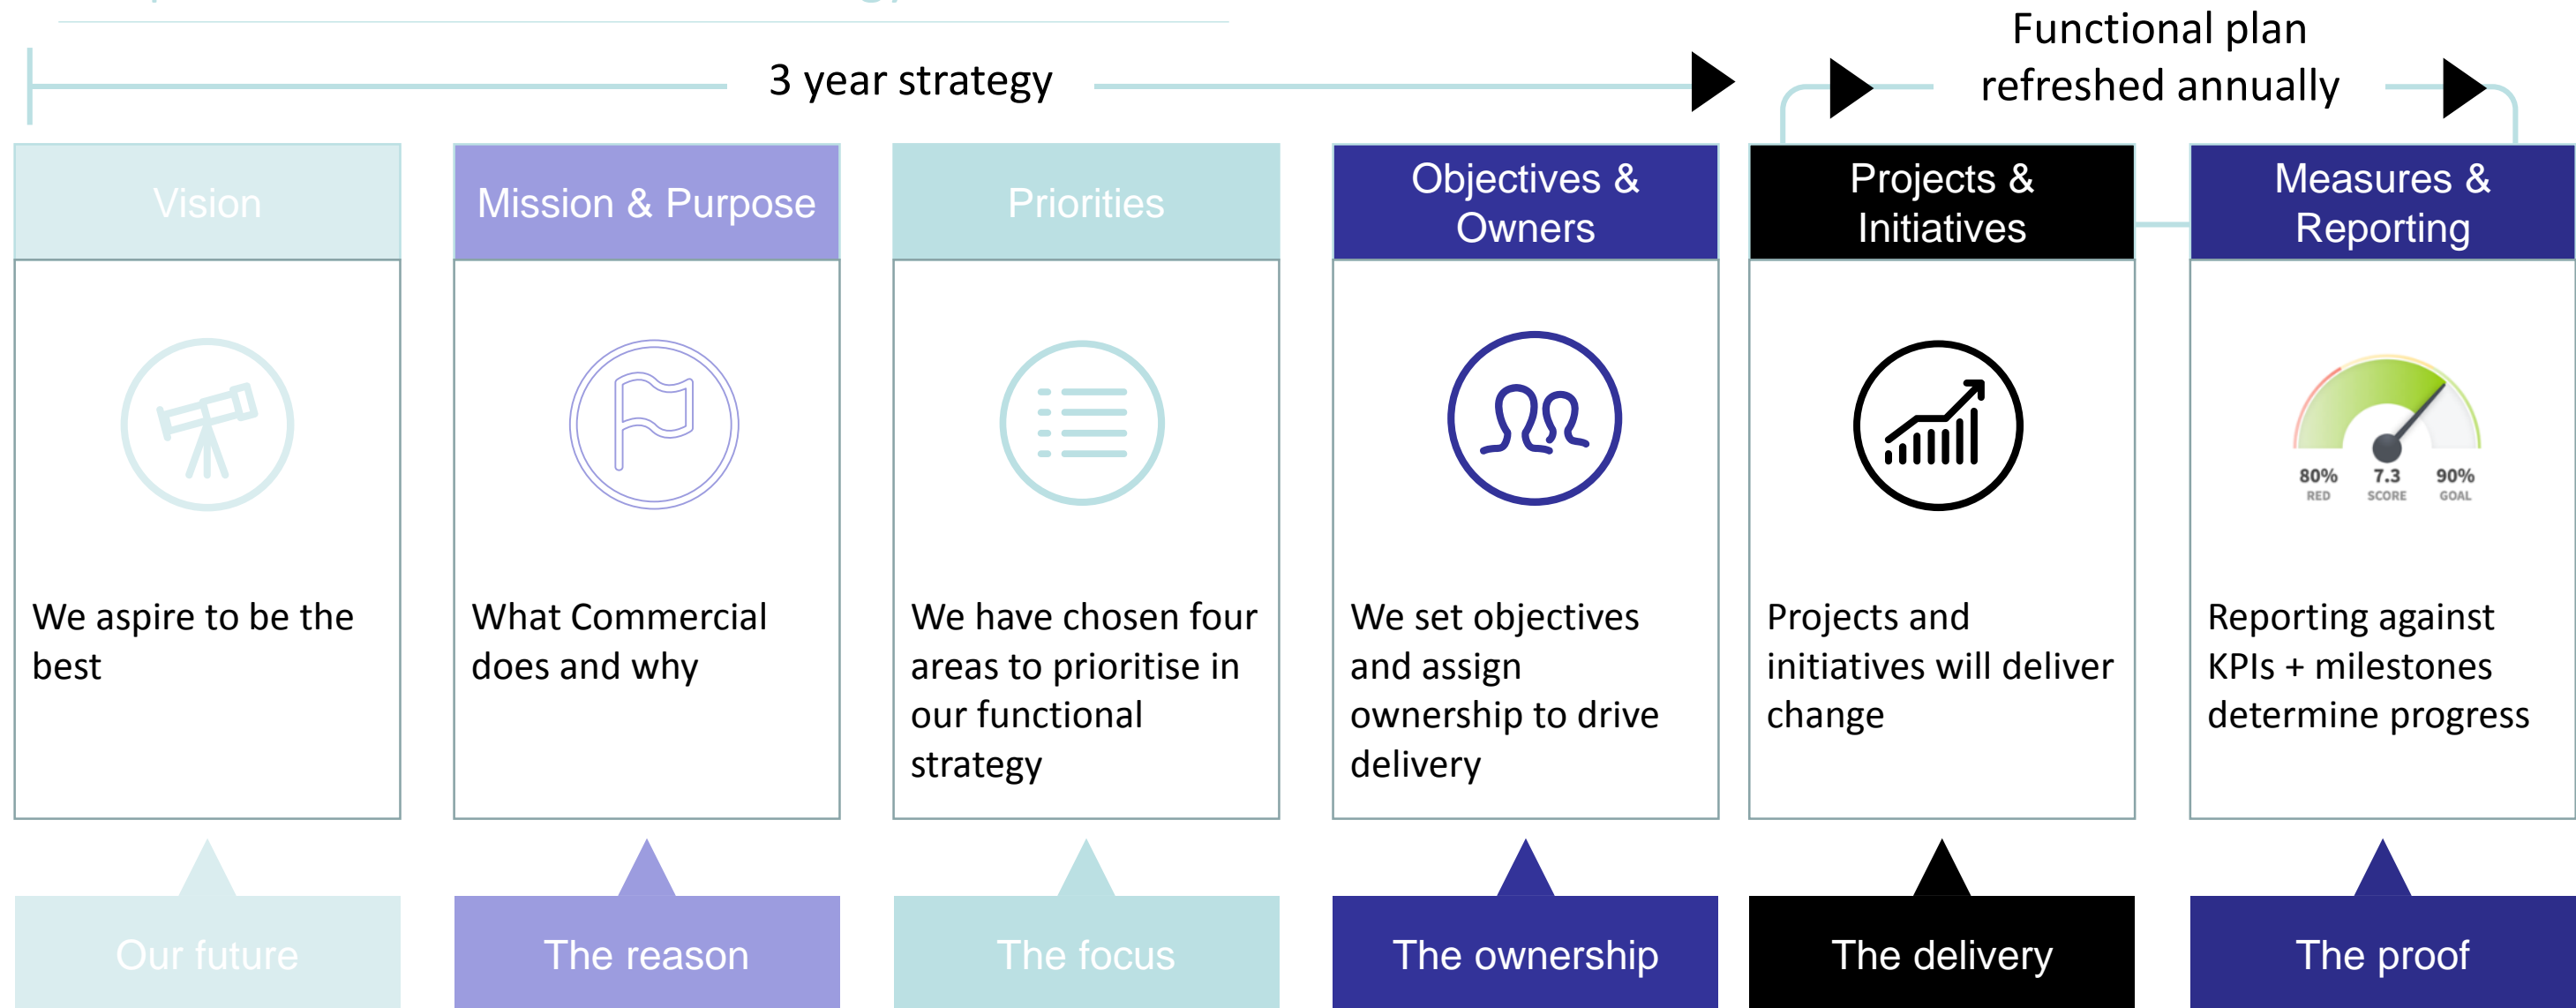 3 year strategy
Functional plan
refreshed annually
Vision
Mission & Purpose
Priorities
Objectives &
Owners
Projects &
Initiatives
Measures &
Reporting
80%
RED
7.3
SCORE
90%
GOAL
We aspire to be the
best
What Commercial
does and why
We have chosen four
areas to prioritise in
our functional
strategy
We set objectives
and assign
ownership to drive
delivery
Projects and
initiatives will deliver
change
Reporting against
KPIs + milestones
determine progress
Our future
The reason
The focus
The ownership
The delivery
The proof